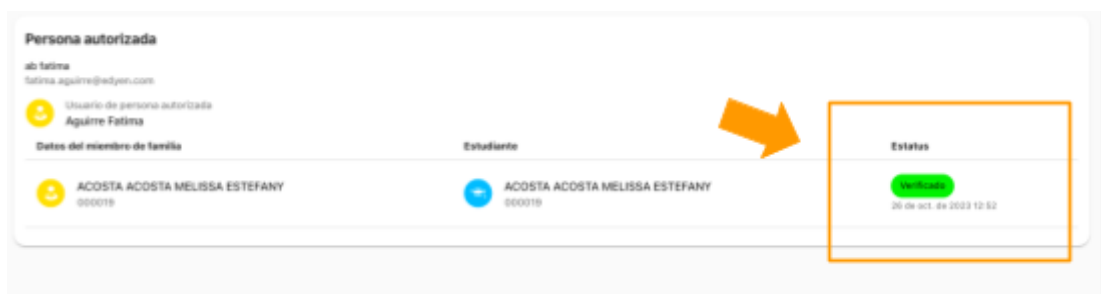 Persona autorizada
ab fatima
fatima.aguirre@edyen.com
Usuario de persona autorizada
Aguirre Fatima
Datos del miembro de familia Estudiante Estatus
ACOSTA ACOSTA MELISSA ESTEFANY ACOSTA ACOSTA MELISSA ESTEFANY Verificado
000019 000019 26 de oct. de 2023 12:52